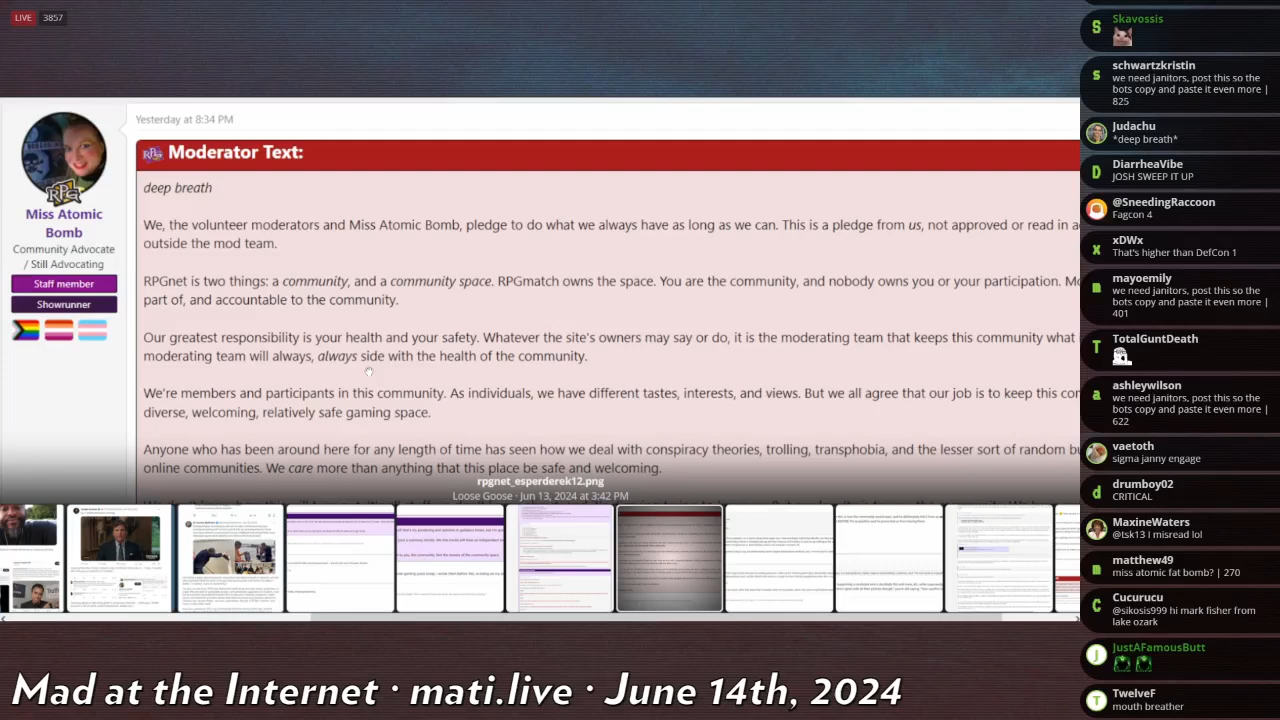 LIVE 3857
Yesterday at 8:34 PM
RPG Moderator Text:
deep breath
We, the volunteer moderators and Miss Atomic Bomb, pledge to do what we always have as long as we can. This is a pledge from us, not approved or read in a
outside the mod team.
RPGnet is two things: a community, and a community space. RPGmatch owns the space. You are the community, and nobody owns you or your participation. Mo
part of, and accountable to the community.
Our greatest responsibility is your health and your safety. Whatever the site's owners may say or do, it is the moderating team that keeps this community what
moderating team will always, always side with the health of the community.
We're members and participants in this community. As individuals, we have different tastes, interests, and views. But we all agree that our job is to keep this con
diverse, welcoming, relatively safe gaming space.
Anyone who has been around here for any length of time has seen how we deal with conspiracy theories, trolling, transphobia, and the lesser sort of random bu
online communities. We care more than anything that this place be safe and welcoming.
RPG
Miss Atomic
Bomb
Community Advocate
/ Still Advocating
Staff member
Showrunner
rpgnet_esperderek12.png
Loose Goose · Jun 13, 2024 at 3:42 PM
Mad at the Internet · mati.live · June 14th, 2024
S
Skavossis
s
schwartzkristin
we need janitors, post this so the
bots copy and paste it even more |
825
Judachu
*deep breath*
D
DiarrheaVibe
JOSH SWEEP IT UP
@SneedingRaccoon
Fagcon 4
x
xDWx
That's higher than DefCon 1
m
mayoemily
we need janitors, post this so the
bots copy and paste it even more |
401
T
TotalGuntDeath
a
ashleywilson
we need janitors, post this so the
bots copy and paste it even more |
622
vaetoth
sigma janny engage
d
drumboy02
CRITICAL
MaxineWaters
@tsk13 I misread lol
m
matthew49
miss atomic fat bomb? | 270
C
Cucurucu
@sikosis999 hi mark fisher from
lake ozark
J
JustAFamousButt
T
TwelveF
mouth breather